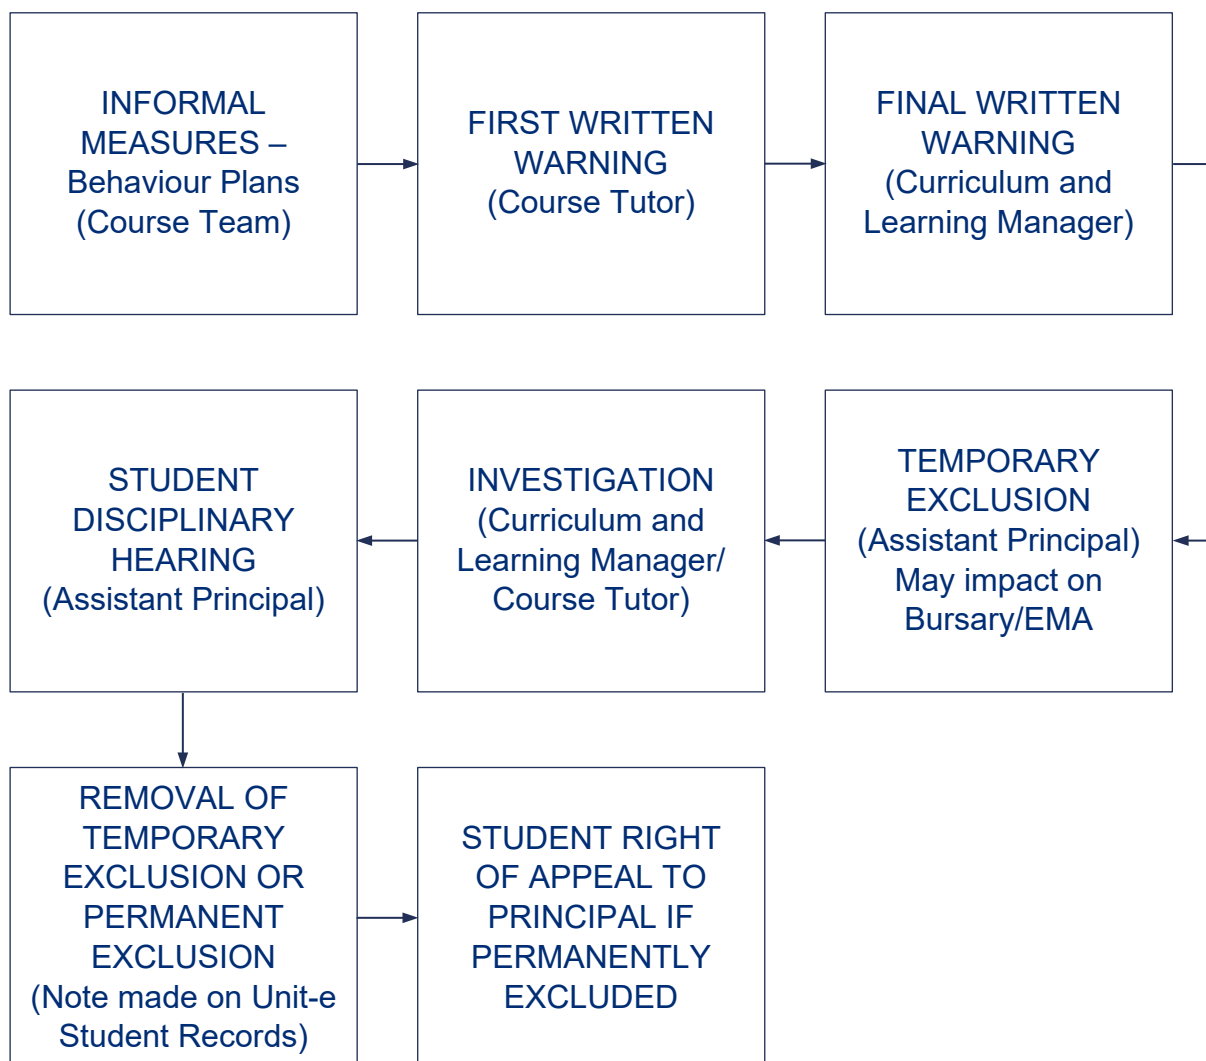 INFORMAL
MEASURES –
Behaviour Plans
(Course Team)
FIRST WRITTEN
WARNING
(Course Tutor)
FINAL WRITTEN
WARNING
(Curriculum and
Learning Manager)
TEMPORARY
EXCLUSION
(Assistant Principal)
May impact on
Bursary/EMA
INVESTIGATION
(Curriculum and
Learning Manager/
Course Tutor)
STUDENT
DISCIPLINARY
HEARING
(Assistant Principal)
REMOVAL OF
TEMPORARY
EXCLUSION OR
PERMANENT
EXCLUSION
(Note made on Unit-e
Student Records)
STUDENT RIGHT
OF APPEAL TO
PRINCIPAL IF
PERMANENTLY
EXCLUDED